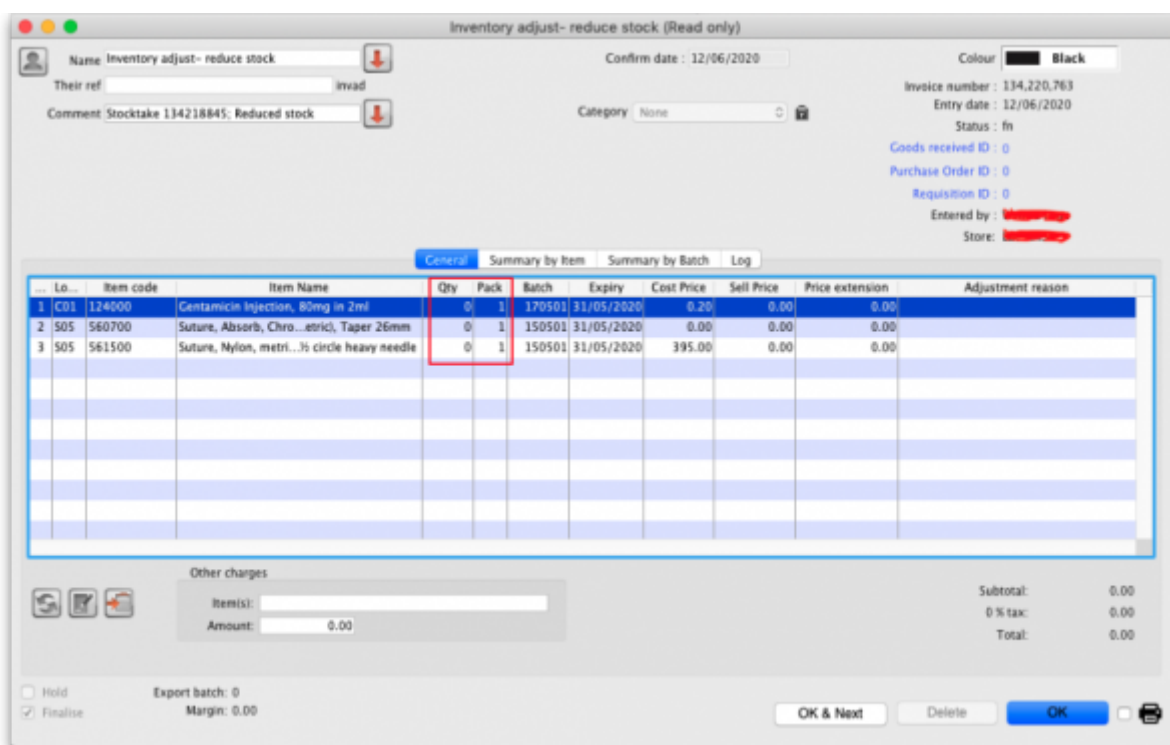 Inventory adjust- reduce stock (Read only)
Name Inventory adjust- reduce stock
Confirm date : 12/06/2020
Colour Black
Their ref invad
Invoice number : 134,220,763
Comment Stocktake 134218845; Reduced stock
Category None
Entry date : 12/06/2020
Status : fn
Goods received ID : 0
Purchase Order ID : 0
Requisition ID : 0
Entered by :
Store:
General Summary by Item Summary by Batch Log
... Lo... Item code Item Name Qty Pack Batch Expiry Cost Price Sell Price Price extension Adjustment reason
1 C01 124000 Gentamicin Injection, 80mg in 2ml 0 1 170501 31/05/2020 0.20 0.00 0.00
2 S05 560700 Suture, Absorb, Chro...etric), Taper 26mm 0 1 150501 31/05/2020 0.00 0.00 0.00
3 S05 561500 Suture, Nylon, metri...½ circle heavy needle 0 1 150501 31/05/2020 395.00 0.00 0.00
Other charges
Item(s):
Amount: 0.00
Subtotal: 0.00
0 % tax: 0.00
Total: 0.00
Hold Export batch: 0
Finalise Margin: 0.00
OK & Next Delete OK